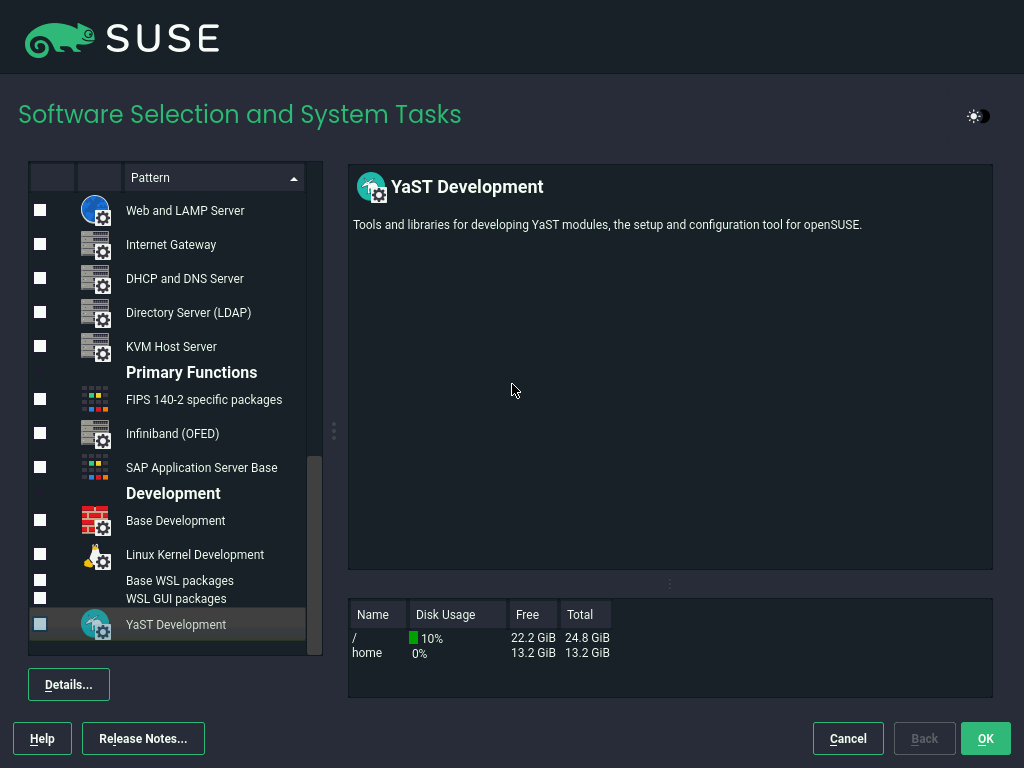 SUSE
Software Selection and System Tasks
Pattern
Web and LAMP Server
Internet Gateway
DHCP and DNS Server
Directory Server (LDAP)
KVM Host Server
Primary Functions
FIPS 140-2 specific packages
Infiniband (OFED)
SAP Application Server Base
Development
Base Development
Linux Kernel Development
Base WSL packages
WSL GUI packages
YaST Development
YaST Development
Tools and libraries for developing YaST modules, the setup and configuration tool for openSUSE.
Name Disk Usage Free Total
/ 10% 22.2 GiB 24.8 GiB
home 0% 13.2 GiB 13.2 GiB
Details...
Help Release Notes... Cancel Back OK